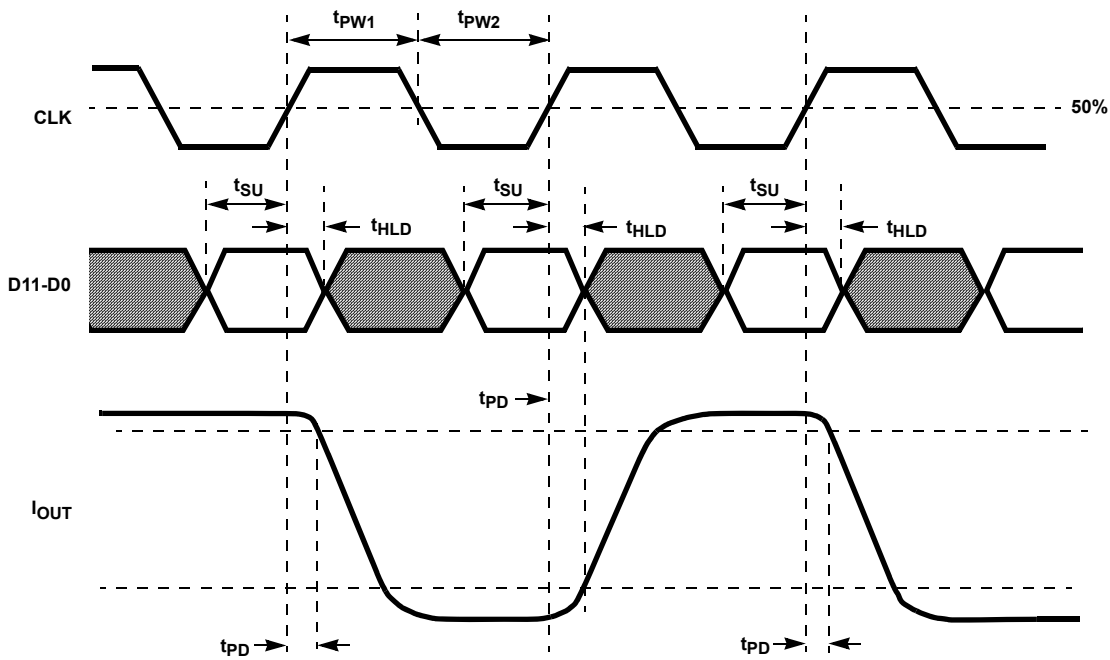 tPW1 tPW2
CLK
50%
tSU tSU tSU
tHLD tHLD tHLD
D11-D0
tPD
IOUT
tPD tPD